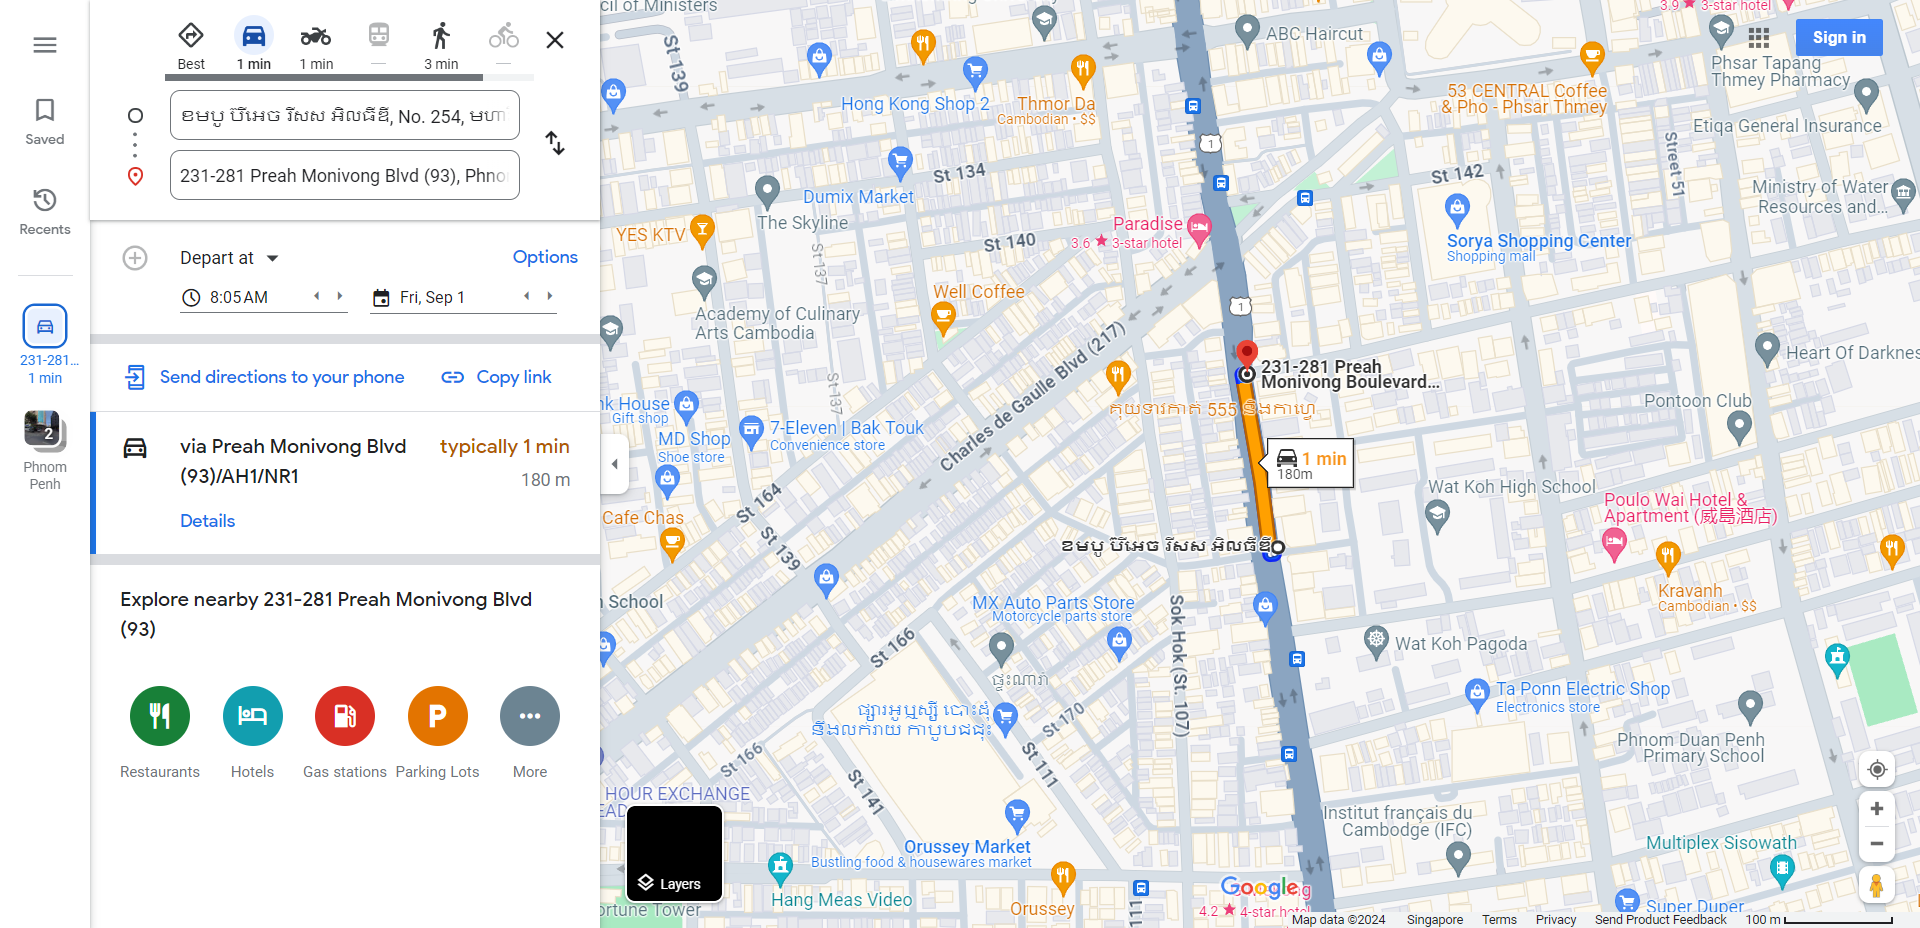 Saved
Recents
231-281...
1 min
2
Phnom
Penh
Best
1 min
1 min
3 min
ខមបូ ប៊ីអេច រីសស អិលធីឌី, No. 254, មហា
231-281 Preah Monivong Blvd (93), Phno
Depart at
Options
8:05 AM
Fri, Sep 1
Send directions to your phone
Copy link
via Preah Monivong Blvd
(93)/AH1/NR1
typically 1 min
180 m
Details
Explore nearby 231-281 Preah Monivong Blvd
(93)
Restaurants
Hotels
Gas stations
Parking Lots
More
cil of Ministers
St 139
ABC Haircut
3.9 ★ 3-star hotel
Sign in
Phsar Tapang
Thmey Pharmacy
Hong Kong Shop 2
Thmor Da
Cambodian • $$
53 CENTRAL Coffee
& Pho - Phsar Thmey
Etiqa General Insurance
1
Street 51
St 134
St 142
Dumix Market
The Skyline
Ministry of Water
Resources and...
YES KTV
St 137
St 140
Paradise
3.6 ★ 3-star hotel
Sorya Shopping Center
Shopping mall
Well Coffee
Academy of Culinary
Arts Cambodia
1
Charles de Gaulle Blvd (217)
231-281 Preah
Monivong Boulevard...
Heart Of Darknes
St 137
nk House
Gift shop
គុយទាវកាត់ 555 និងកាហ្វេ
Pontoon Club
7-Eleven | Bak Touk
Convenience store
MD Shop
Shoe store
1 min
180m
St 164
Wat Koh High School
Poulo Wai Hotel &
Apartment (威島酒店)
Cafe Chas
St 139
ខមបូ ប៊ីអេច រីសស អិលធីឌី
Kravanh
Cambodian • $$
School
MX Auto Parts Store
Motorcycle parts store
Sok Hok (St. 107)
St 166
Wat Koh Pagoda
ផ្ទះណារ៉ា
Ta Ponn Electric Shop
Electronics store
ផ្សារអូឬស្សី បោះដុំ
និងលក់រាយ កាបូបជជុះ
St 170
St 166
St 111
St 141
Phnom Duan Penh
Primary School
HOUR EXCHANGE
EAD
Institut français du
Cambodge (IFC)
Orussey Market
Bustling food & housewares market
Multiplex Sisowath
Layers
Hang Meas Video
Orussey
111
Google
4.2 ★ 4-star hotel
Super Duper
ortune Tower
Map data ©2024
Singapore
Terms
Privacy
Send Product Feedback
100 m